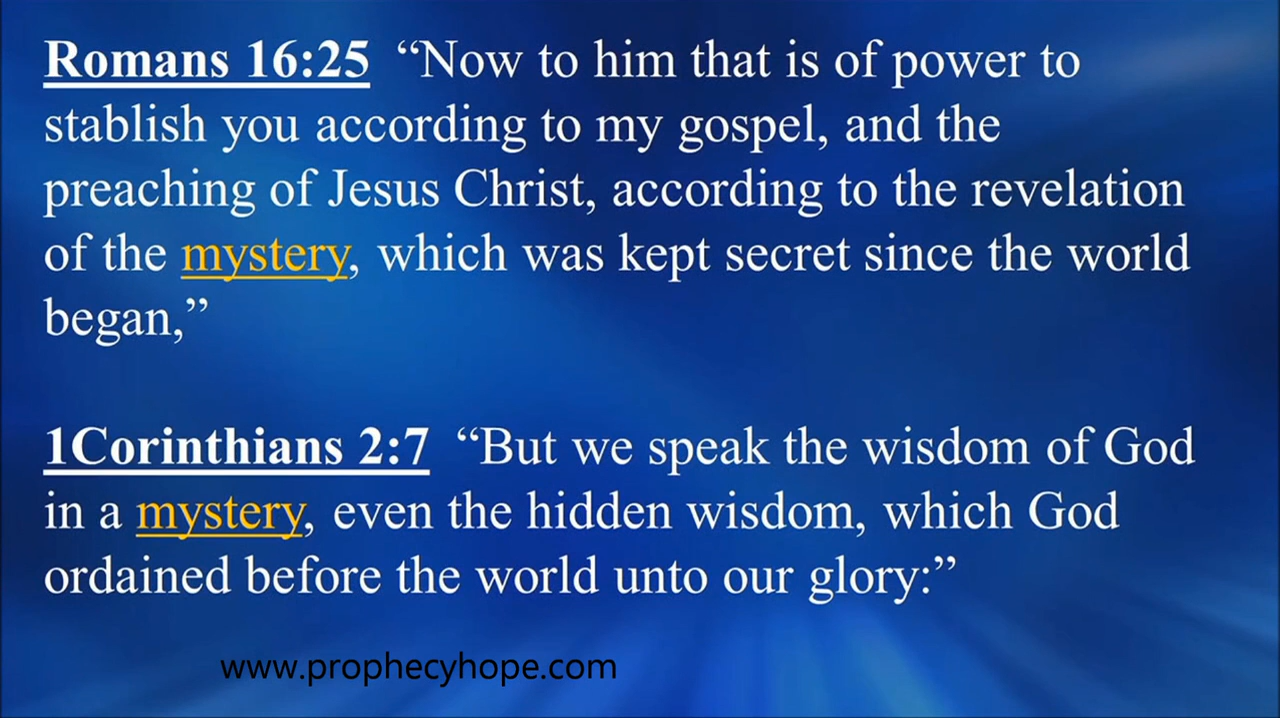 Romans 16:25 “Now to him that is of power to
stablish you according to my gospel, and the
preaching of Jesus Christ, according to the revelation
of the mystery, which was kept secret since the world
began,”
1Corinthians 2:7 “But we speak the wisdom of God
in a mystery, even the hidden wisdom, which God
ordained before the world unto our glory:”
www.prophecyhope.com